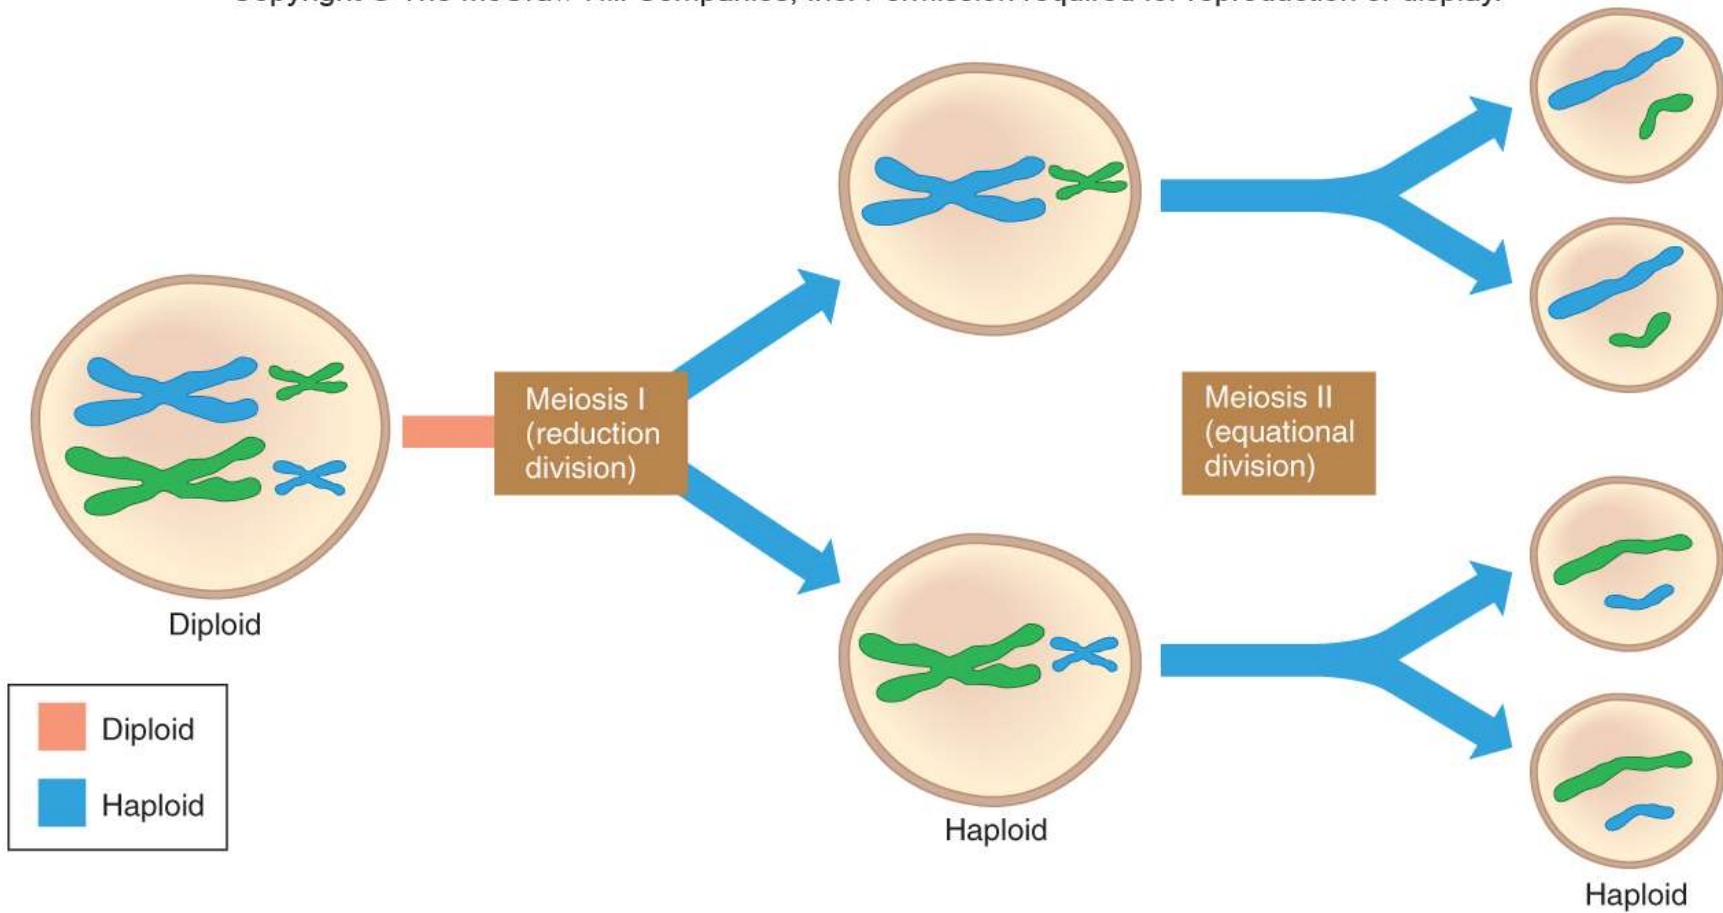 Meiosis I
(reduction
division)
Meiosis II
(equational
division)
Diploid
Diploid
Haploid
Haploid
Haploid